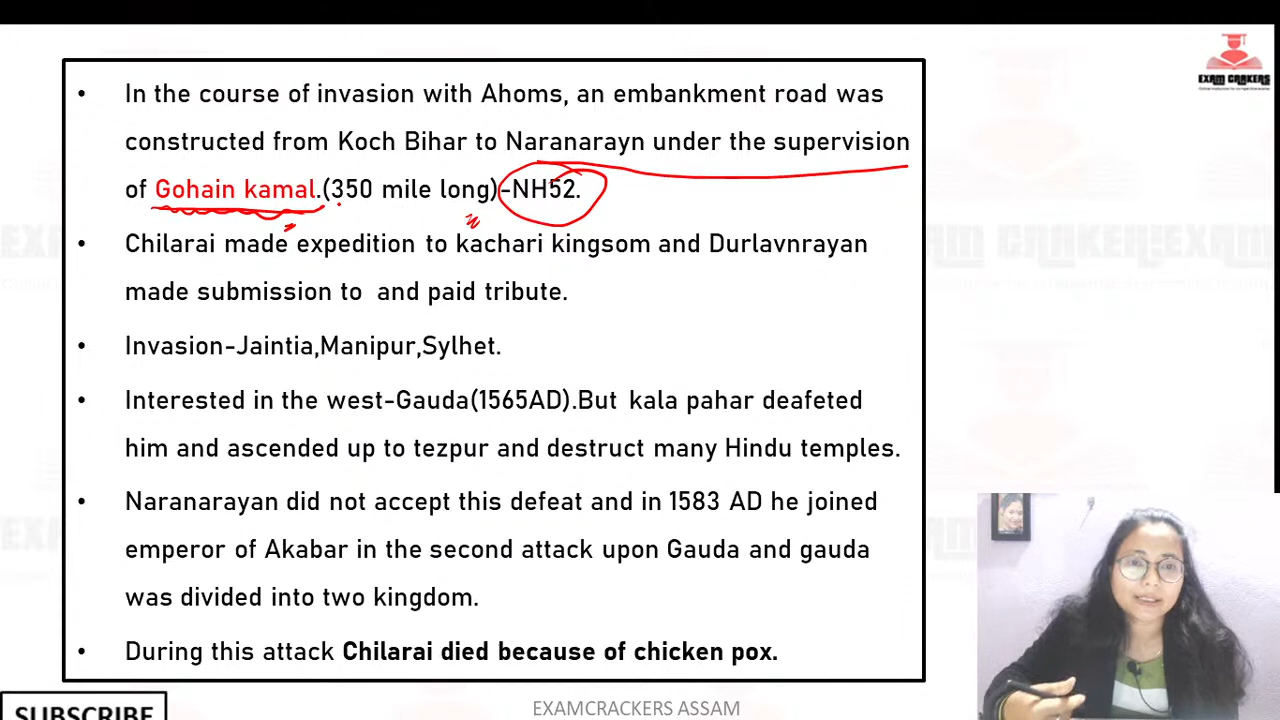 EXAM CRAKERS
• In the course of invasion with Ahoms, an embankment road was
constructed from Koch Bihar to Naranarayn under the supervision
of Gohain kamal.(350 mile long)-NH52.
• Chilarai made expedition to kachari kingsom and Durlavnrayan
made submission to and paid tribute.
• Invasion-Jaintia,Manipur,Sylhet.
• Interested in the west-Gauda(1565AD).But kala pahar deafeted
him and ascended up to tezpur and destruct many Hindu temples.
• Naranarayan did not accept this defeat and in 1583 AD he joined
emperor of Akabar in the second attack upon Gauda and gauda
was divided into two kingdom.
• During this attack Chilarai died because of chicken pox.
SUBSCRIBE
EXAMCRACKERS ASSAM